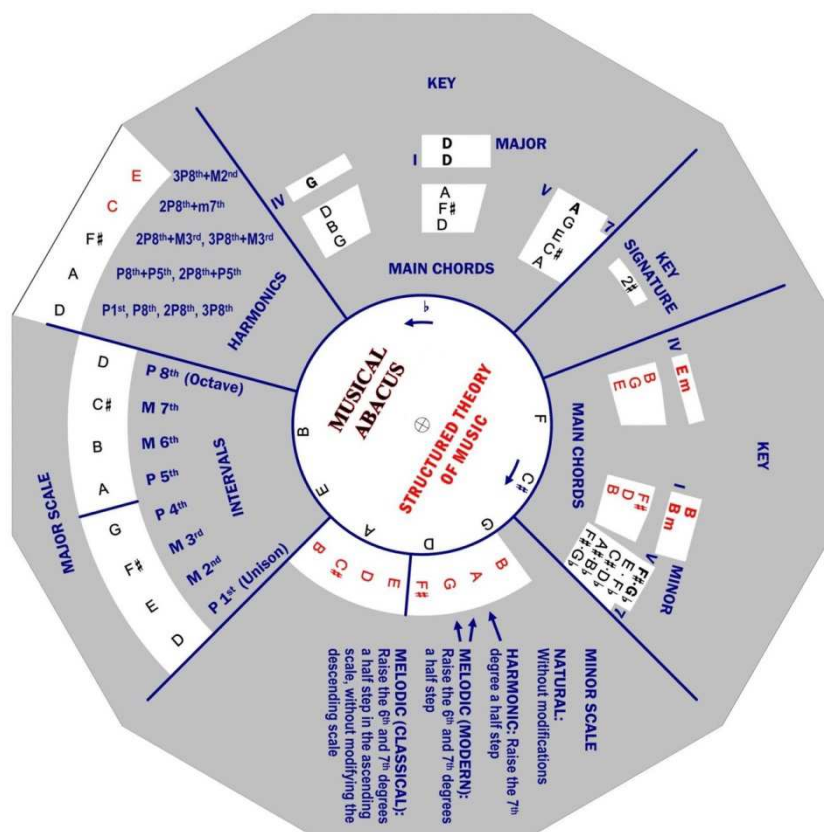 KEY
D
D
I
MAJOR
A
F#
D
IV
G
D
B
G
V
A
7
G
E
C#
A
MAIN CHORDS
KEY
SIGNATURE
2#
E
3P8th+M2nd
C
2P8th+m7th
F#
2P8th+M3rd, 3P8th+M3rd
A
P8th+P5th, 2P8th+P5th
D
P1st, P8th, 2P8th, 3P8th
HARMONICS
D
P 8th (Octave)
C#
M 7th
B
M 6th
A
P 5th
G
P 4th
F#
M 3rd
E
M 2nd
D
P 1st (Unison)
INTERVALS
MAJOR SCALE
♭
MUSICAL
ABACUS
STRUCTURED THEORY
OF MUSIC
F
C#
G
D
A
E
B
KEY
IV
E m
B
G
E
MAIN CHORDS
I
B
B m
F#
D
B
MINOR
V
7
F#·G♭
E·F♭
C#·D♭
A#·B♭
F#·G♭
B
A
G
F#
E
D
C#
B
MINOR SCALE
NATURAL:
Without modifications
HARMONIC: Raise the 7th
degree a half step
MELODIC (MODERN):
Raise the 6th and 7th degrees
a half step
MELODIC (CLASSICAL):
Raise the 6th and 7th degrees
a half step in the ascending
scale, without modifying the
descending scale